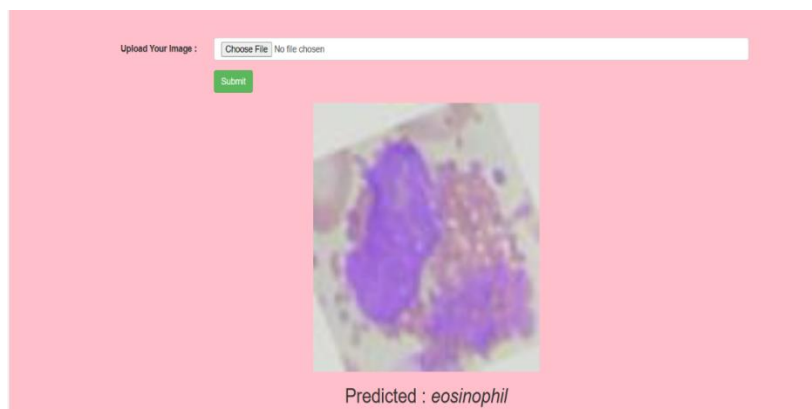 Upload Your Image : Choose File No file chosen
Submit
Predicted : eosinophil